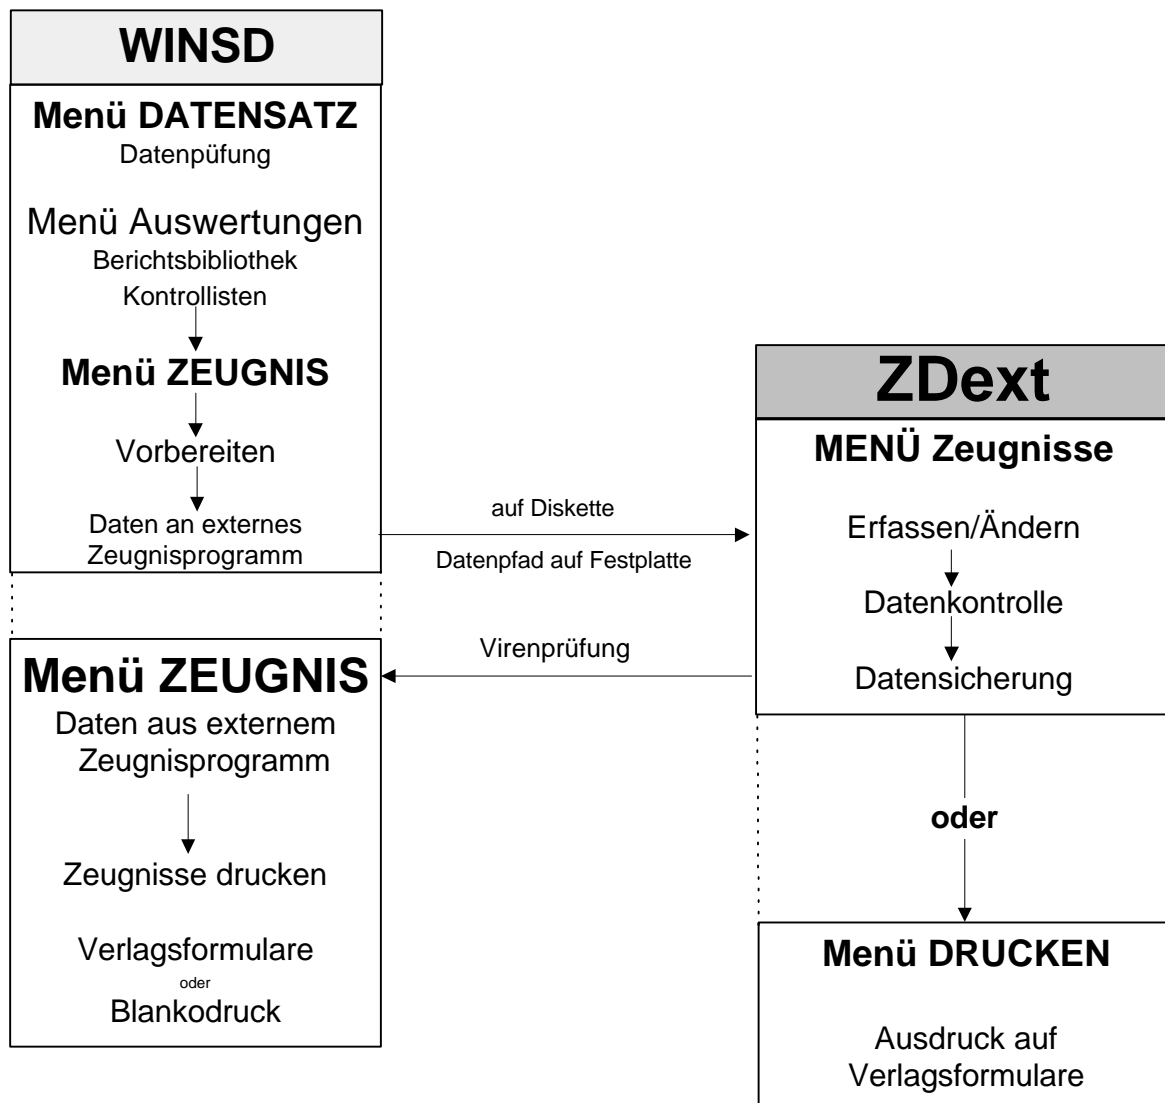 WINSD
Menü DATENSATZ
Datenpüfung
Menü Auswertungen
Berichtsbibliothek
Kontrollisten
Menü ZEUGNIS
Vorbereiten
Daten an externes
Zeugnisprogramm
auf Diskette
Datenpfad auf Festplatte
Virenprüfung
ZDext
MENÜ Zeugnisse
Erfassen/Ändern
Datenkontrolle
Datensicherung
Menü ZEUGNIS
Daten aus externem
Zeugnisprogramm
Zeugnisse drucken
Verlagsformulare
oder
Blankodruck
oder
Menü DRUCKEN
Ausdruck auf
Verlagsformulare